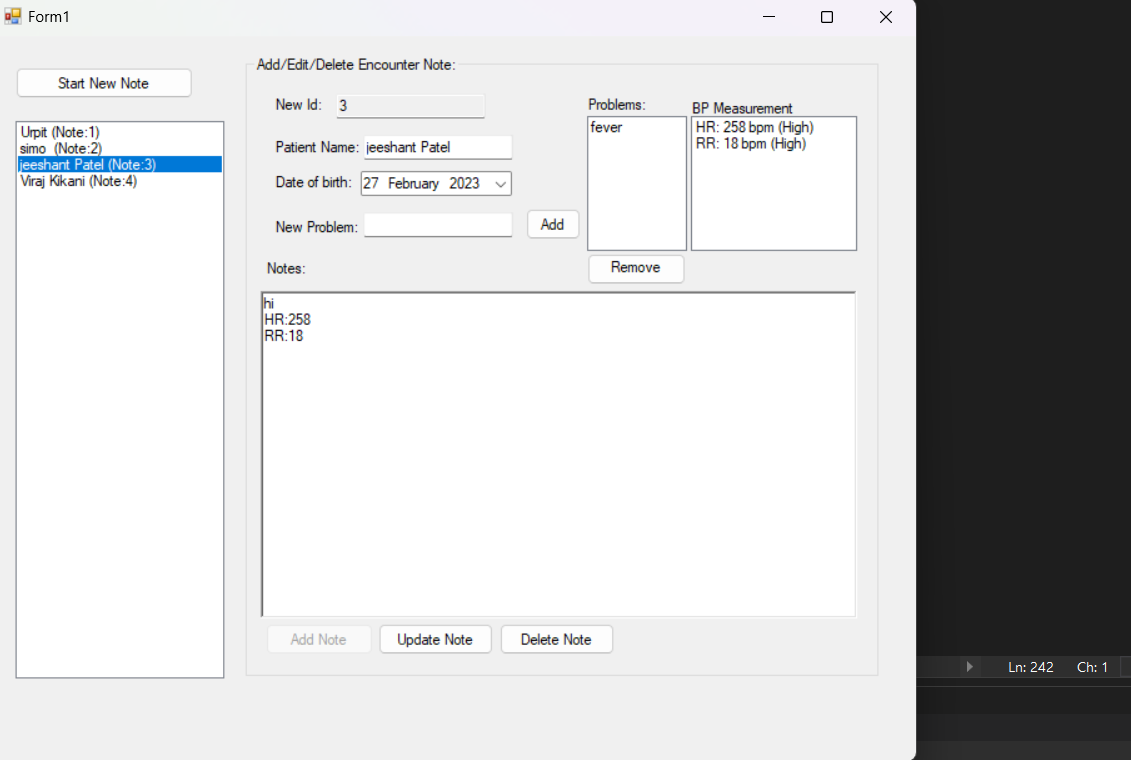 Form1
Start New Note
Urpit (Note:1)
simo (Note:2)
jeeshant Patel (Note:3)
Viraj Kikani (Note:4)
Add/Edit/Delete Encounter Note:
New Id: 3
Patient Name: jeeshant Patel
Date of birth: 27 February 2023
New Problem: Add
Problems:
fever
Remove
BP Measurement
HR: 258 bpm (High)
RR: 18 bpm (High)
Notes:
hi
HR:258
RR:18
Add Note Update Note Delete Note
Ln: 242 Ch: 1